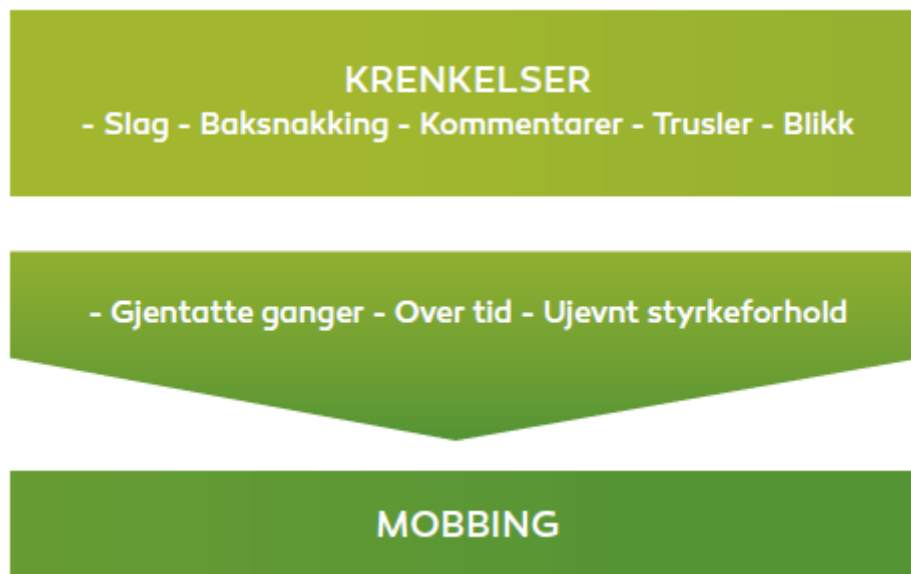 KRENKELSER
- Slag - Baksnakking - Kommentarer - Trusler - Blikk
- Gjentatte ganger - Over tid - Ujevnt styrkeforhold
MOBBING